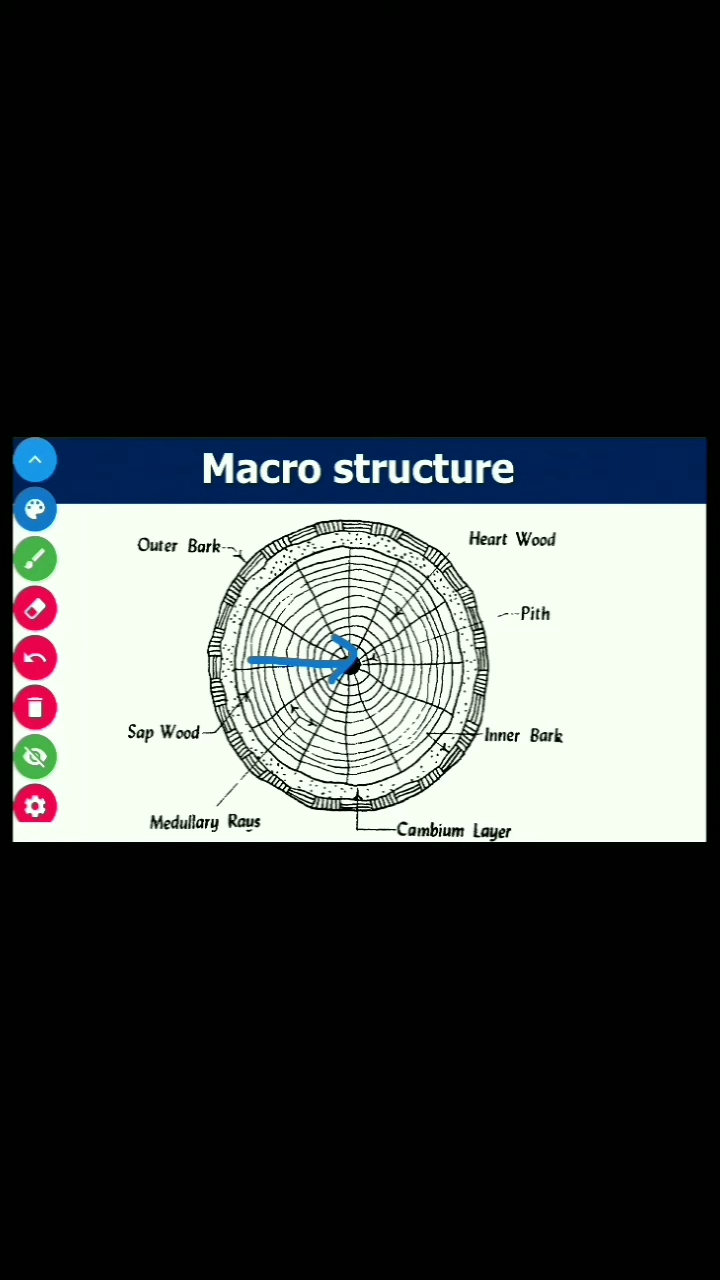 Macro structure
Outer Bark
Heart Wood
Pith
Sap Wood
Inner Bark
Medullary Rays
Cambium Layer